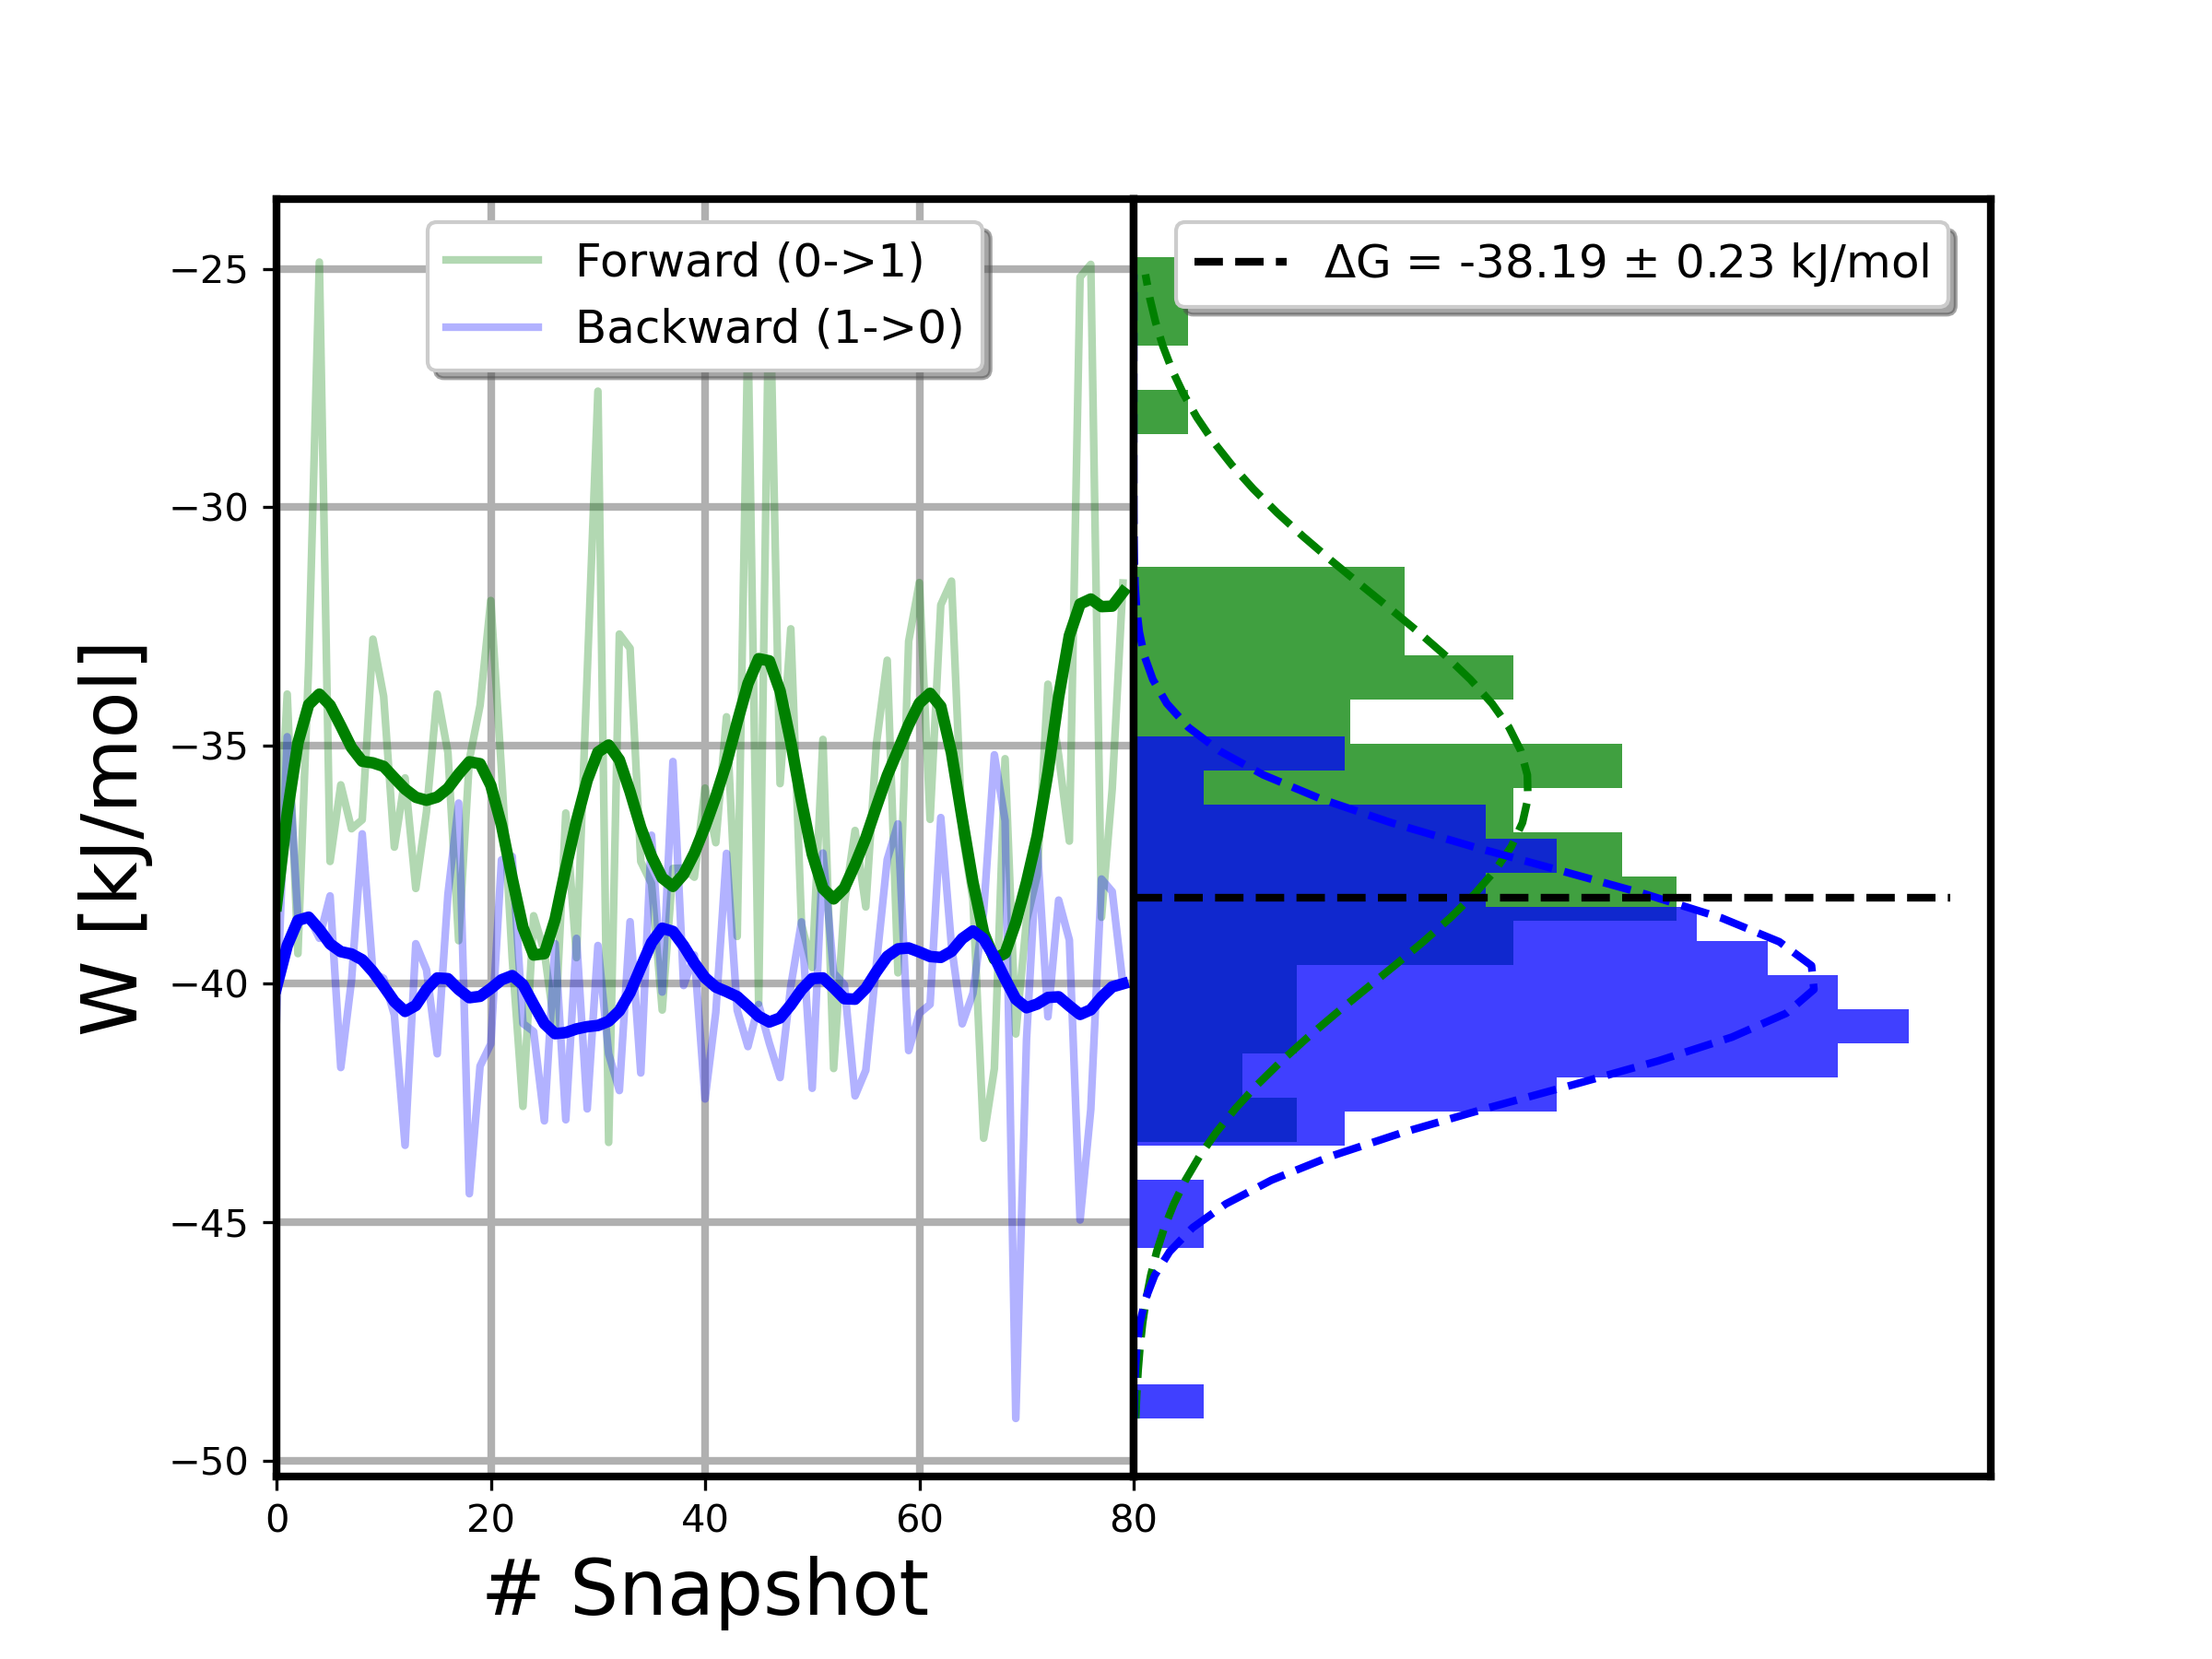 Forward (0->1)
Backward (1->0)
ΔG = -38.19 ± 0.23 kJ/mol
W [kJ/mol]
−25
−30
−35
−40
−45
−50
0 20 40 60 80
# Snapshot